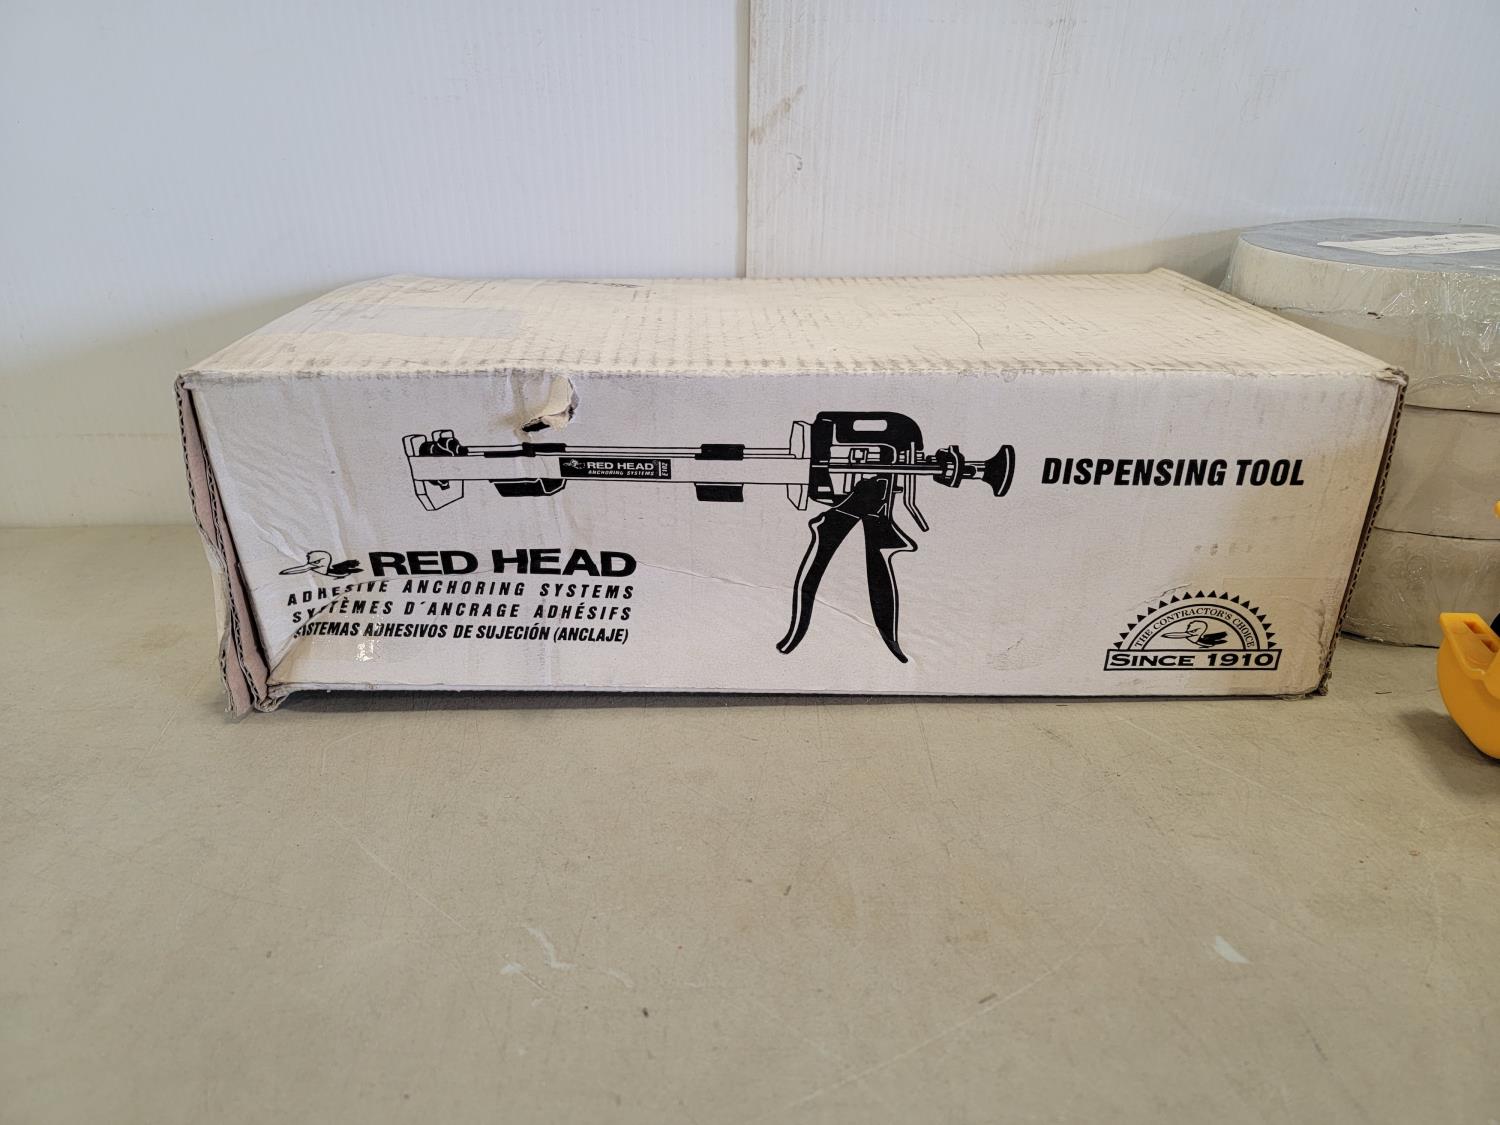 RED HEAD
ANCHORING SYSTEMS
E102
DISPENSING TOOL
RED HEAD
ADHESIVE ANCHORING SYSTEMS
SYSTÈMES D'ANCRAGE ADHÉSIFS
SISTEMAS ADHESIVOS DE SUJECIÓN (ANCLAJE)
THE CONTRACTOR'S CHOICE
SINCE 1910